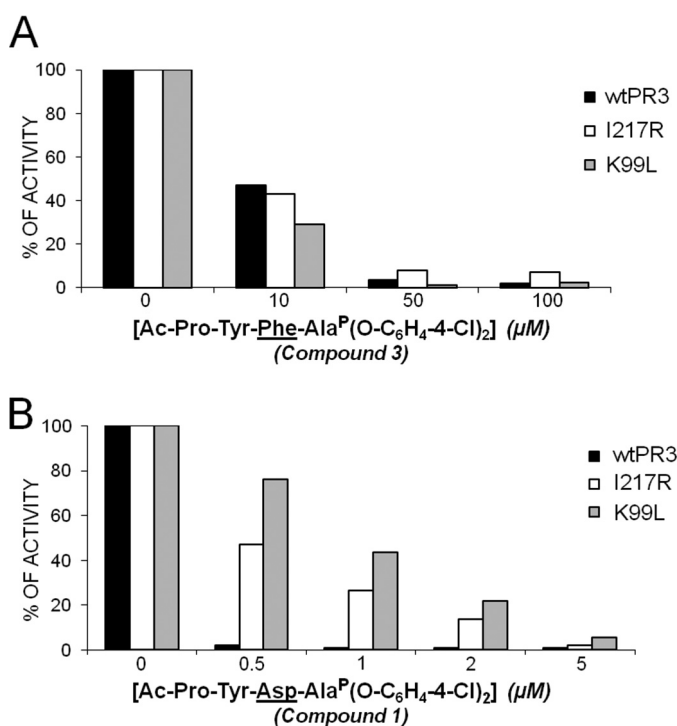 A
100
80
60
40
20
0
% OF ACTIVITY
wtPR3
I217R
K99L
0 10 50 100
[Ac-Pro-Tyr-Phe-Alaᴾ(O-C₆H₄-4-Cl)₂] (µM)
(Compound 3)
B
100
80
60
40
20
0
% OF ACTIVITY
wtPR3
I217R
K99L
0 0.5 1 2 5
[Ac-Pro-Tyr-Asp-Alaᴾ(O-C₆H₄-4-Cl)₂] (µM)
(Compound 1)